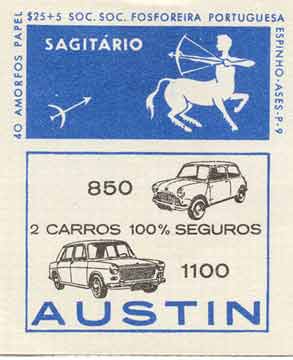 $25+5 SOC. SOC. FOSFOREIRA PORTUGUESA
ESPINHO-ASES-P-9
40 AMORFOS PAPEL
SAGITÁRIO
850
2 CARROS 100% SEGUROS
1100
AUSTIN